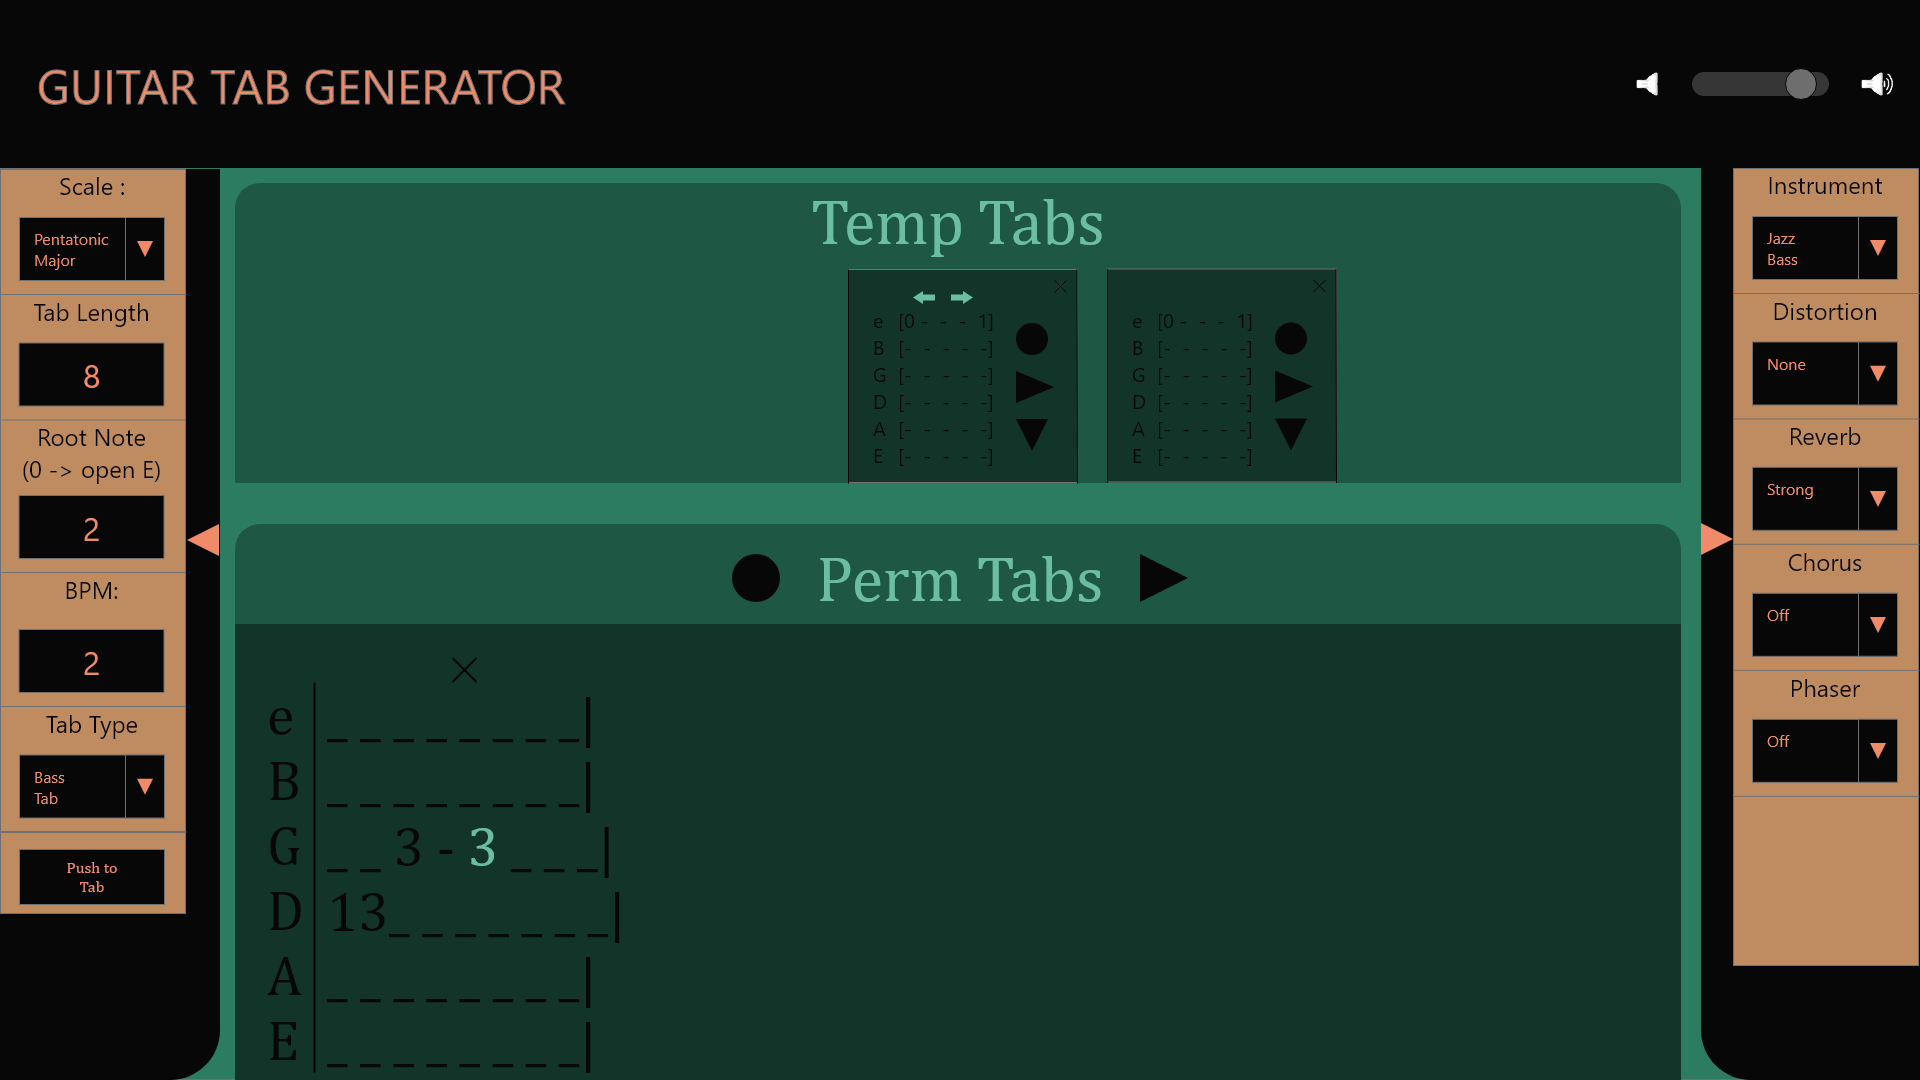 GUITAR TAB GENERATOR
Scale :
Pentatonic
Major
Tab Length
8
Root Note
(0 -> open E)
2
BPM:
2
Tab Type
Bass
Tab
Push to
Tab
Temp Tabs
e [0 - - - 1]
B [- - - - -]
G [- - - - -]
D [- - - - -]
A [- - - - -]
E [- - - - -]
e [0 - - - 1]
B [- - - - -]
G [- - - - -]
D [- - - - -]
A [- - - - -]
E [- - - - -]
Perm Tabs
e|_ _ _ _ _ _ _ _|
B|_ _ _ _ _ _ _ _|
G|_ _ 3 - 3 _ _ _|
D|13_ _ _ _ _ _ _|
A|_ _ _ _ _ _ _ _|
E|_ _ _ _ _ _ _ _|
Instrument
Jazz
Bass
Distortion
None
Reverb
Strong
Chorus
Off
Phaser
Off